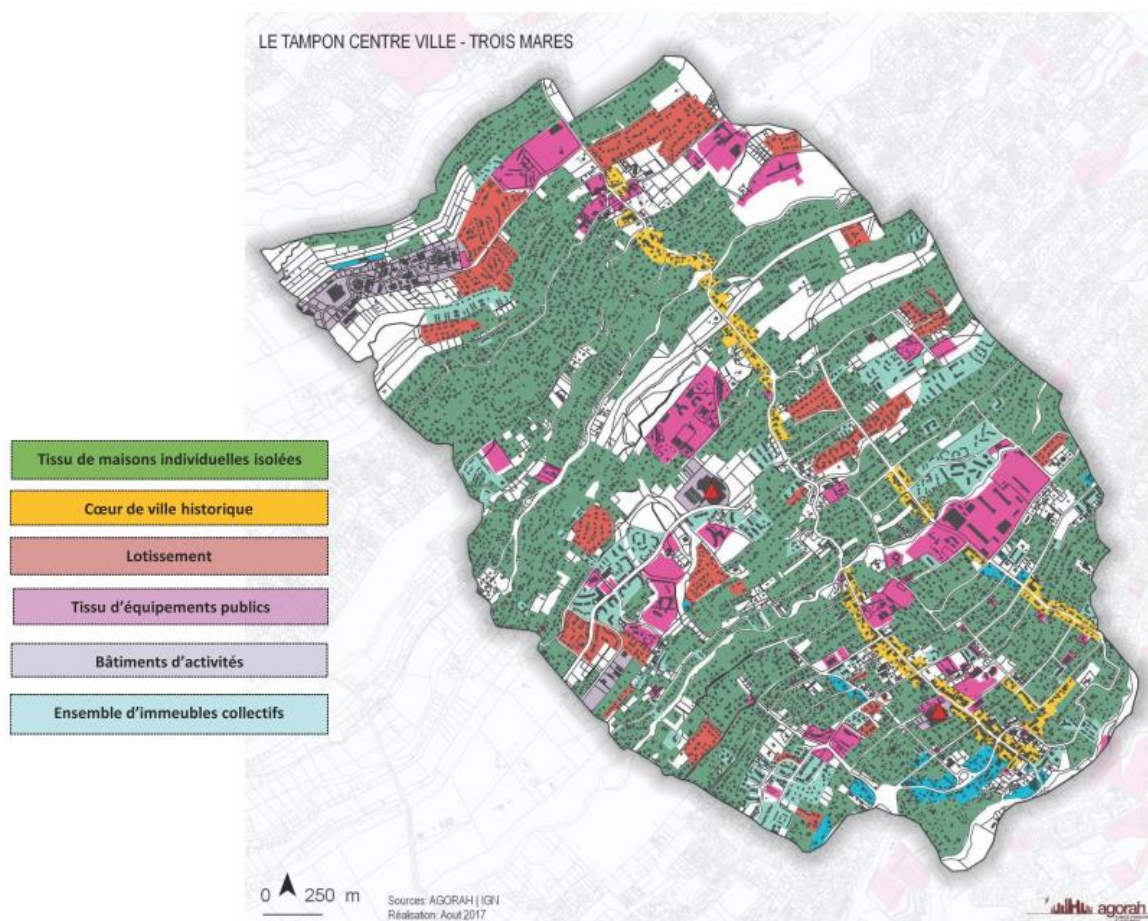 LE TAMPON CENTRE VILLE - TROIS MARES
Tissu de maisons individuelles isolées
Cœur de ville historique
Lotissement
Tissu d'équipements publics
Bâtiments d'activités
Ensemble d'immeubles collectifs
0 250 m
Sources: AGORAH | IGN
Réalisation: Aout 2017
agorah